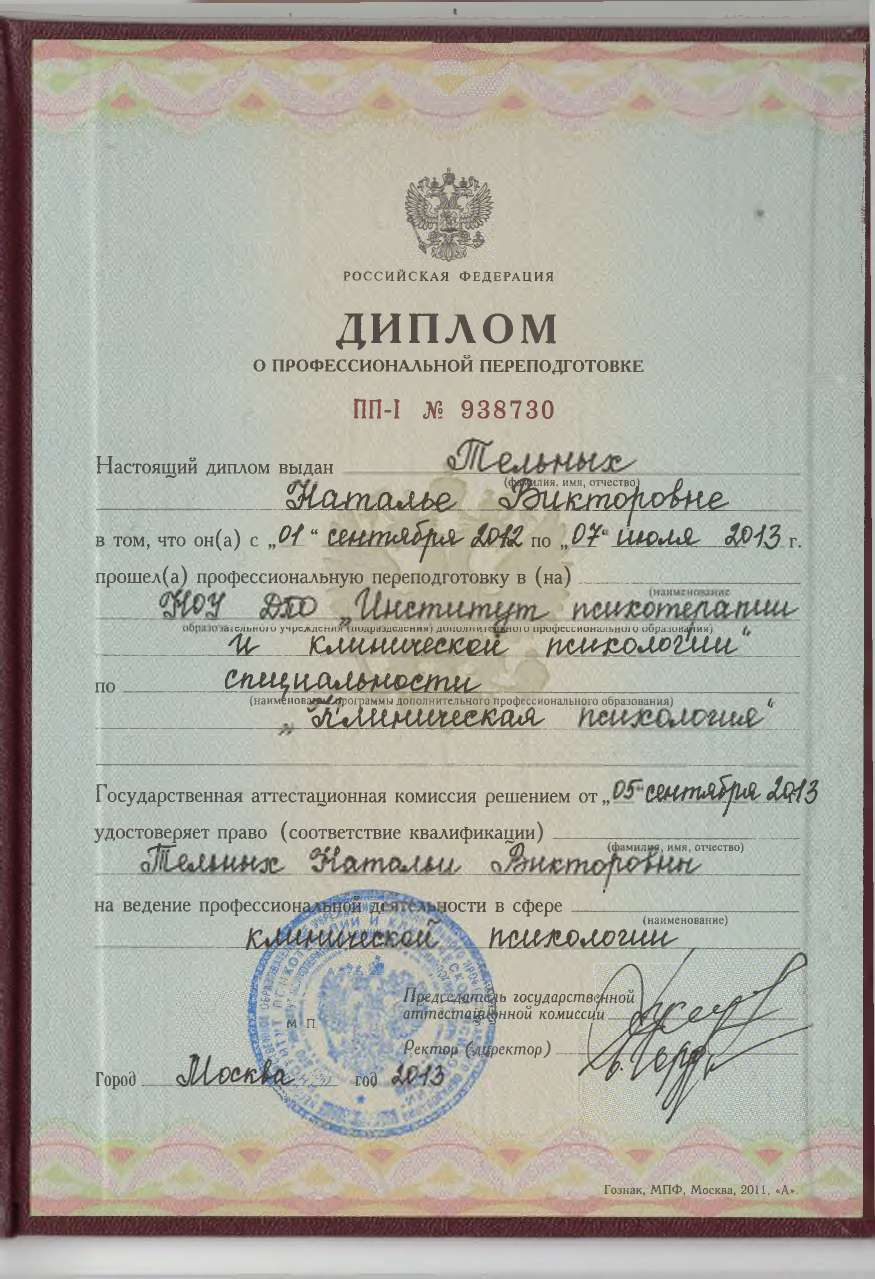 РОССИЙСКАЯ ФЕДЕРАЦИЯ
ДИПЛОМ
О ПРОФЕССИОНАЛЬНОЙ ПЕРЕПОДГОТОВКЕ
ПП-I № 938730
Настоящий диплом выдан Тельных
(фамилия, имя, отчество)
Наталье Викторовне
в том, что он(а) с „01“ сентября 2012 по „07“ июля 2013 г.
прошел(а) профессиональную переподготовку в (на)
(наименование
НОУ ДПО „Институт психотерапии
образовательного учреждения (подразделения) дополнительного профессионального образования)
и клинической психологии“
по специальности
(наименование программы дополнительного профессионального образования)
„Клиническая психология“
Государственная аттестационная комиссия решением от „05“ сентября 2013
удостоверяет право (соответствие квалификации)
(фамилия, имя, отчество)
Тельных Натальи Викторовны
на ведение профессиональной деятельности в сфере
(наименование)
клинической психологии
Председатель государственной
аттестационной комиссии
М П
Ректор (директор)
Город Москва год 2013
Гознак, МПФ, Москва, 2011, «А».